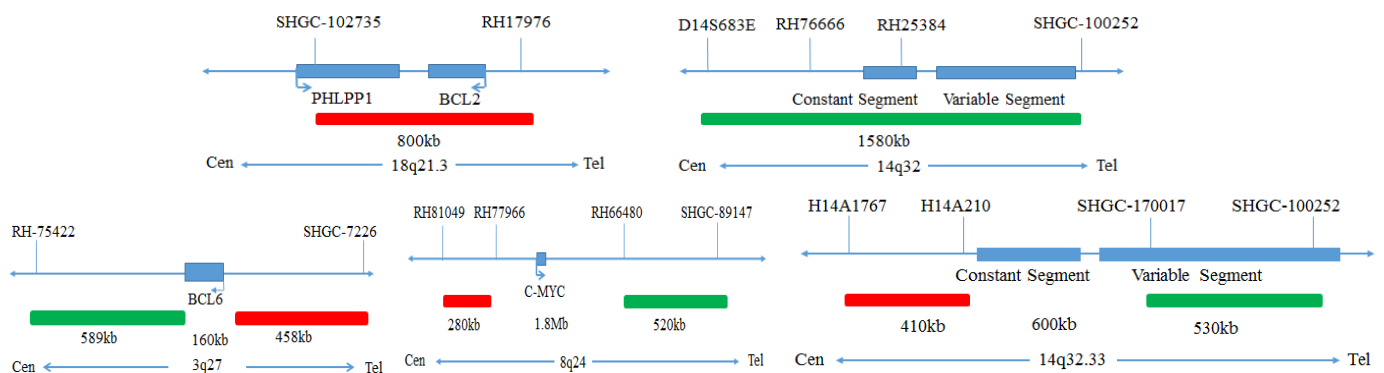 SHGC-102735 RH17976
PHLPP1 BCL2
800kb
Cen 18q21.3 Tel
D14S683E RH76666 RH25384 SHGC-100252
Constant Segment Variable Segment
1580kb
Cen 14q32 Tel
RH-75422 SHGC-7226
BCL6
589kb 160kb 458kb
Cen 3q27 Tel
RH81049 RH77966 RH66480 SHGC-89147
C-MYC
280kb 1.8Mb 520kb
Cen 8q24 Tel
H14A1767 H14A210 SHGC-170017 SHGC-100252
Constant Segment Variable Segment
410kb 600kb 530kb
Cen 14q32.33 Tel